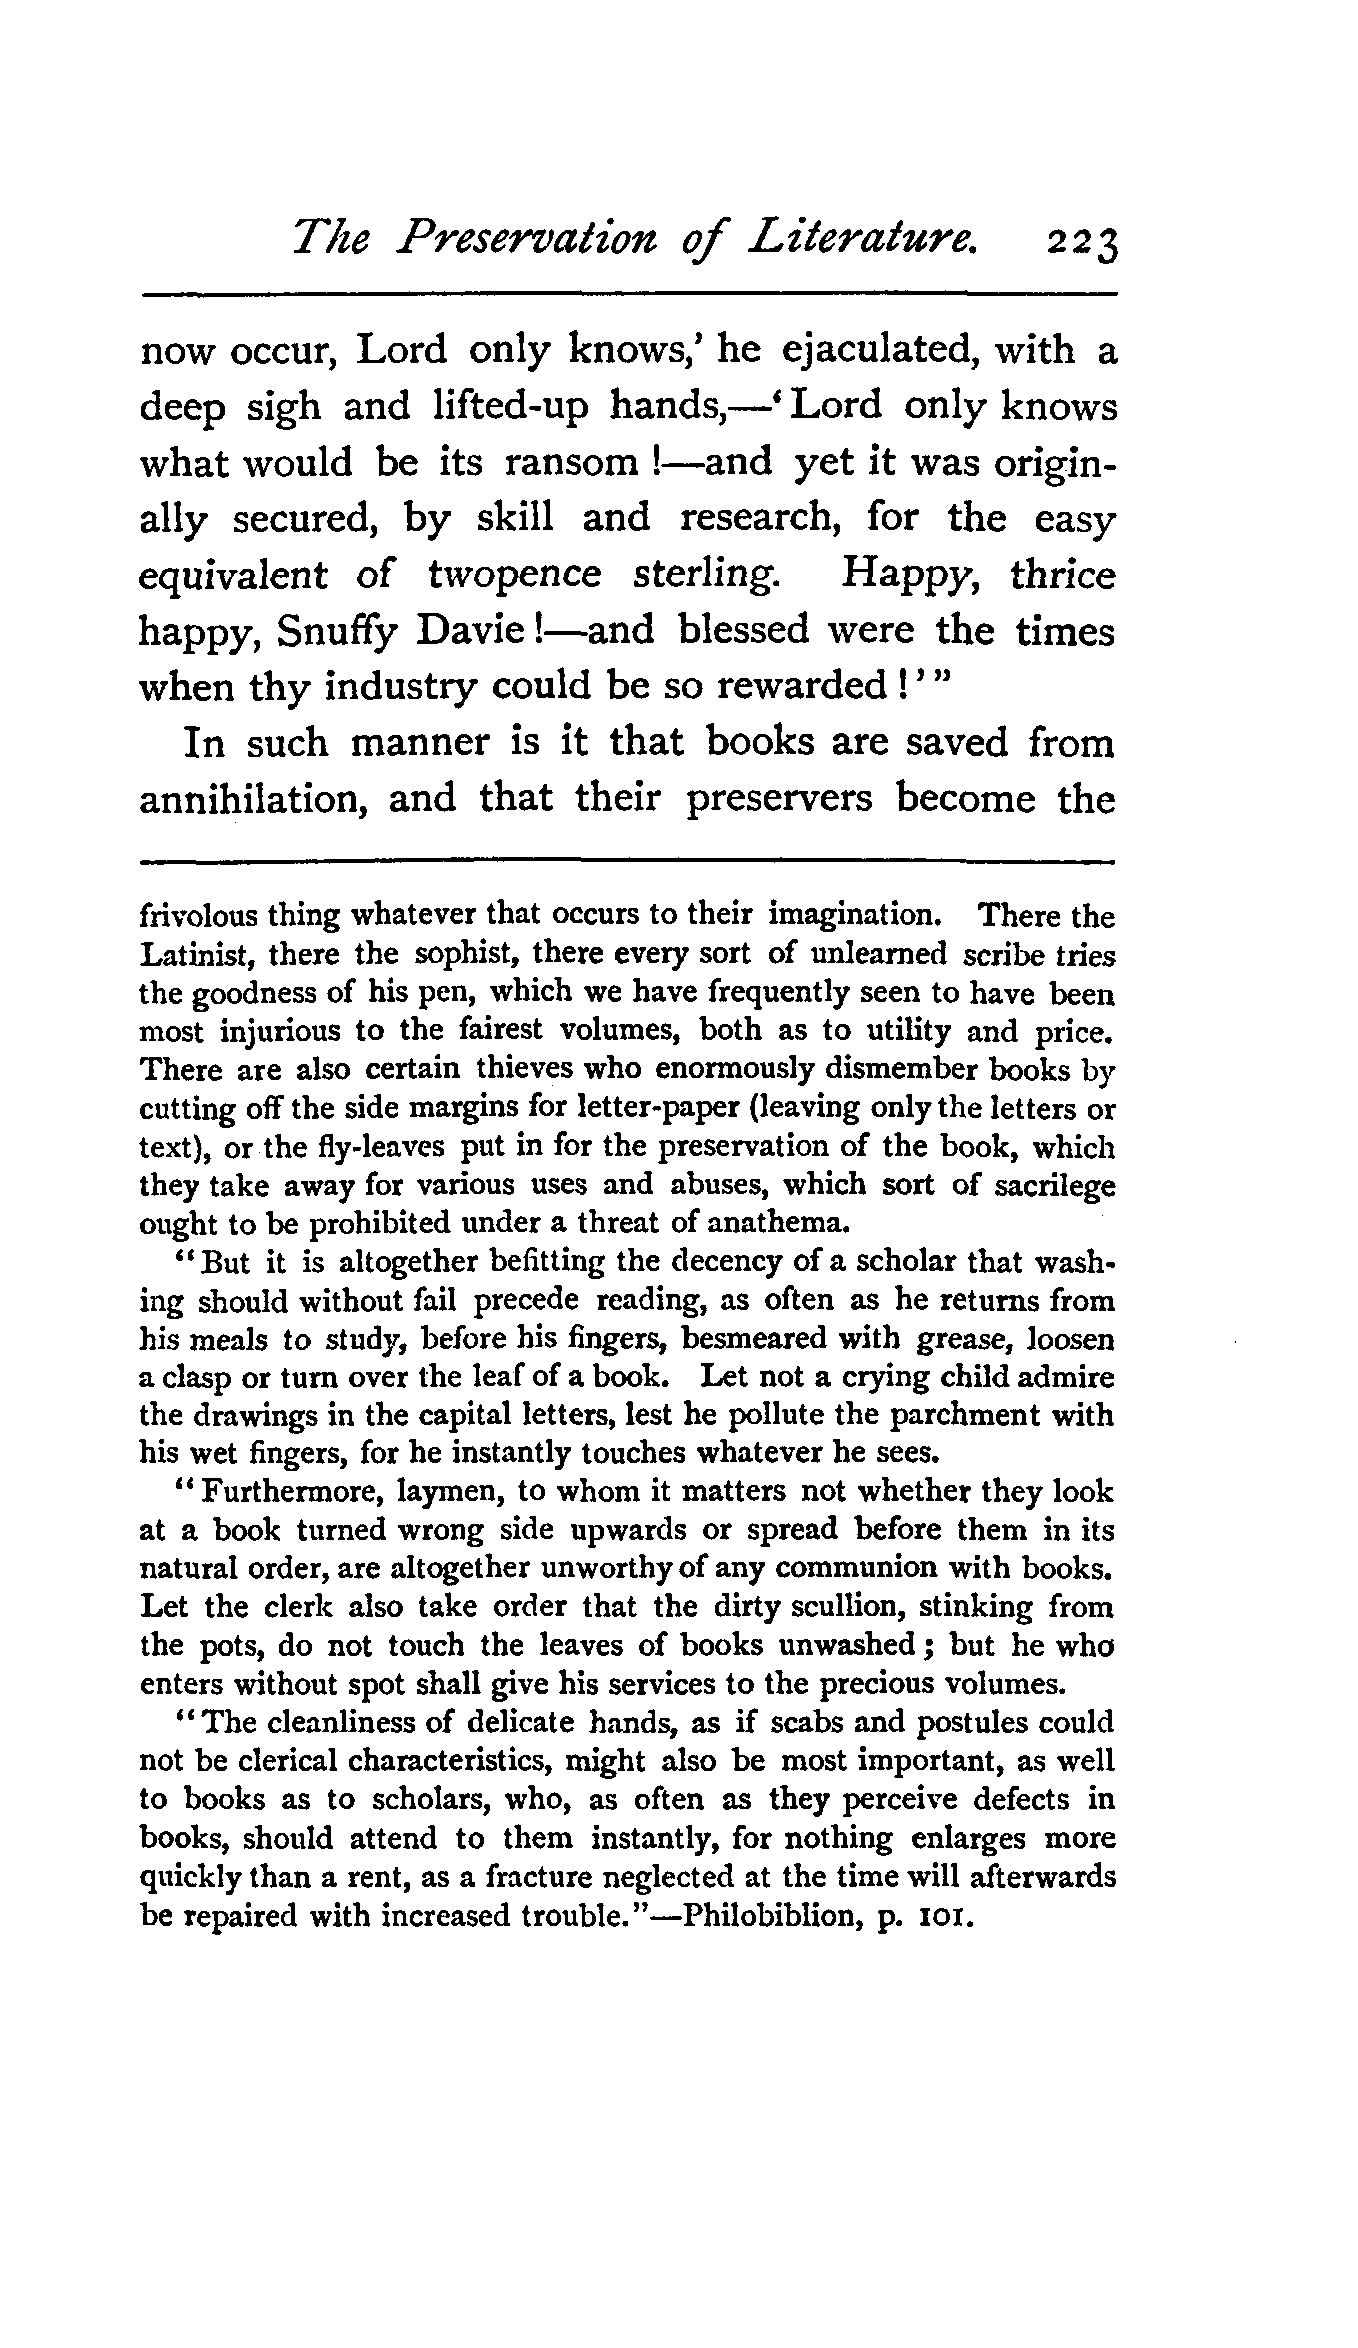 The Preservation of Literature. 223
now occur, Lord only knows,’ he ejaculated, with a
deep sigh and lifted-up hands,—‘Lord only knows
what would be its ransom !—and yet it was origin-
ally secured, by skill and research, for the easy
equivalent of twopence sterling. Happy, thrice
happy, Snuffy Davie !—and blessed were the times
when thy industry could be so rewarded ! ’ ”
In such manner is it that books are saved from
annihilation, and that their preservers become the
frivolous thing whatever that occurs to their imagination. There the
Latinist, there the sophist, there every sort of unlearned scribe tries
the goodness of his pen, which we have frequently seen to have been
most injurious to the fairest volumes, both as to utility and price.
There are also certain thieves who enormously dismember books by
cutting off the side margins for letter-paper (leaving only the letters or
text), or the fly-leaves put in for the preservation of the book, which
they take away for various uses and abuses, which sort of sacrilege
ought to be prohibited under a threat of anathema.
“But it is altogether befitting the decency of a scholar that wash-
ing should without fail precede reading, as often as he returns from
his meals to study, before his fingers, besmeared with grease, loosen
a clasp or turn over the leaf of a book. Let not a crying child admire
the drawings in the capital letters, lest he pollute the parchment with
his wet fingers, for he instantly touches whatever he sees.
“Furthermore, laymen, to whom it matters not whether they look
at a book turned wrong side upwards or spread before them in its
natural order, are altogether unworthy of any communion with books.
Let the clerk also take order that the dirty scullion, stinking from
the pots, do not touch the leaves of books unwashed ; but he who
enters without spot shall give his services to the precious volumes.
“The cleanliness of delicate hands, as if scabs and postules could
not be clerical characteristics, might also be most important, as well
to books as to scholars, who, as often as they perceive defects in
books, should attend to them instantly, for nothing enlarges more
quickly than a rent, as a fracture neglected at the time will afterwards
be repaired with increased trouble.”—Philobiblion, p. 101.